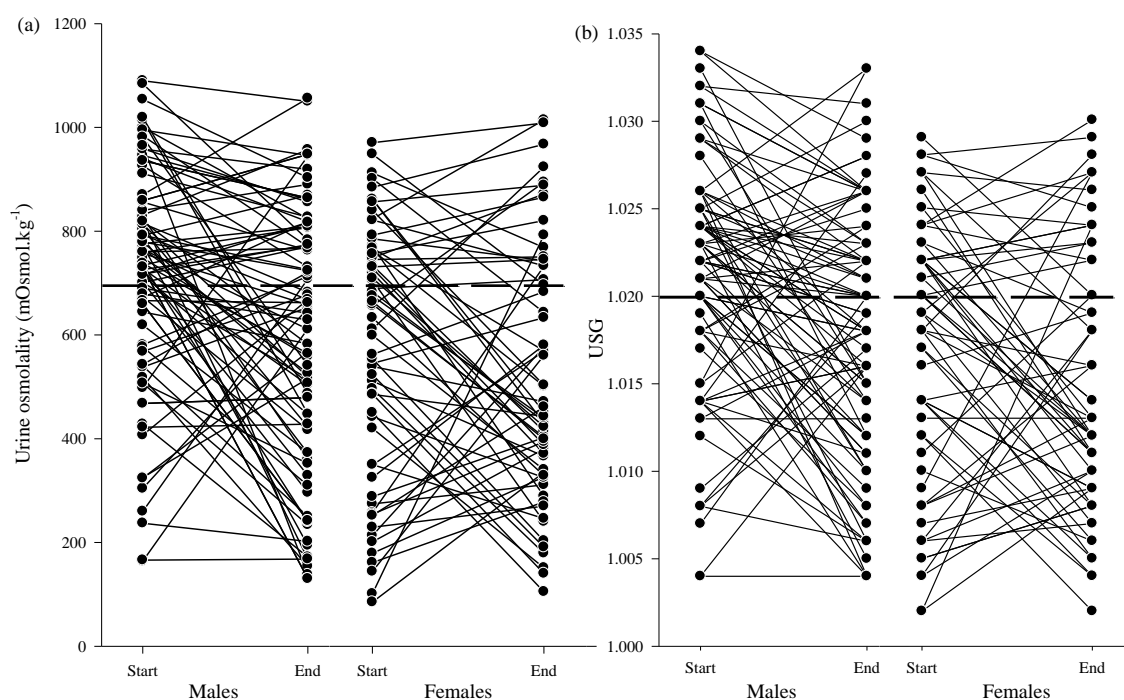 (a)
1200
1000
800
600
400
200
0
Urine osmolality (mOsmol.kg-1)
Start
End
Start
End
Males
Females
(b)
1.035
1.030
1.025
1.020
1.015
1.010
1.005
1.000
USG
Start
End
Start
End
Males
Females